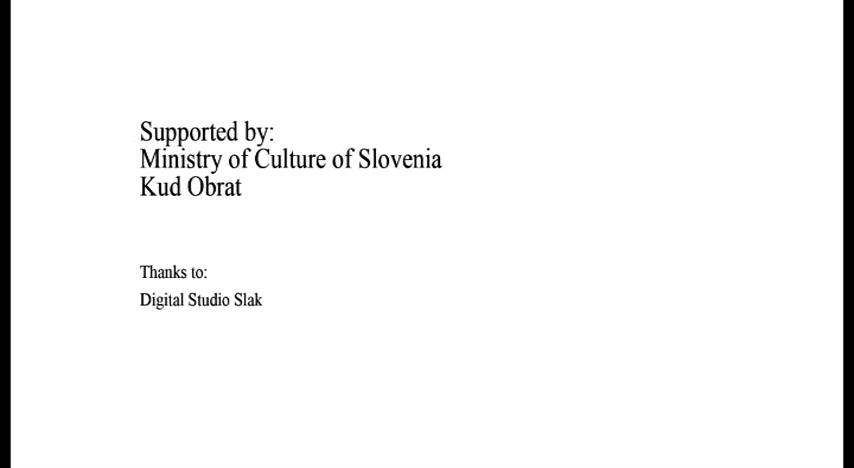 Supported by:
Ministry of Culture of Slovenia
Kud Obrat
Thanks to:
Digital Studio Slak